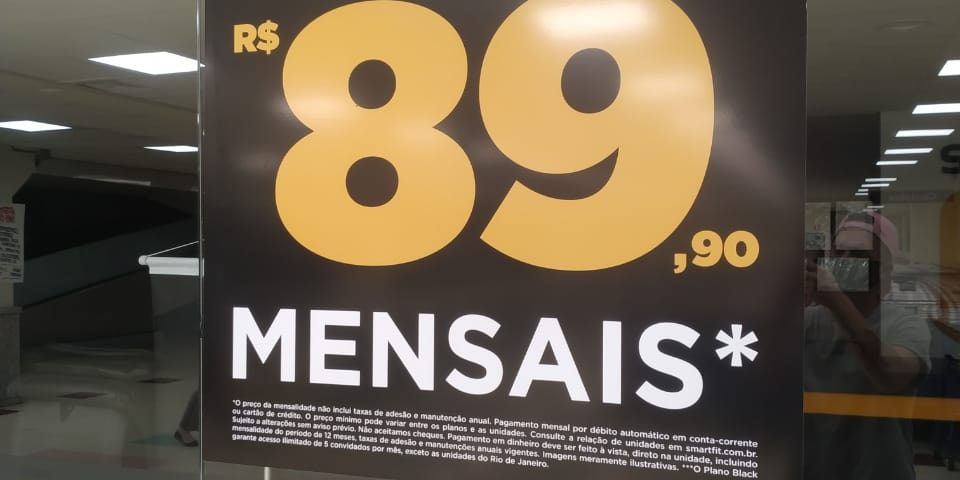 R$ 89,90
MENSAIS*
*O preço da mensalidade não inclui taxas de adesão e manutenção anual. Pagamento mensal por débito automático em conta-corrente
ou cartão de crédito. O preço mínimo pode variar entre os planos e as unidades. Consulte a relação de unidades em smartfit.com.br.
Sujeito a alterações sem aviso prévio. Não aceitamos cheques. Pagamento em dinheiro deve ser feito à vista, direto na unidade, incluindo
mensalidade do período de 12 meses, taxas de adesão e manutenções anuais vigentes. Imagens meramente ilustrativas. ***O Plano Black
garante acesso ilimitado de 5 convidados por mês, exceto as unidades do Rio de Janeiro.